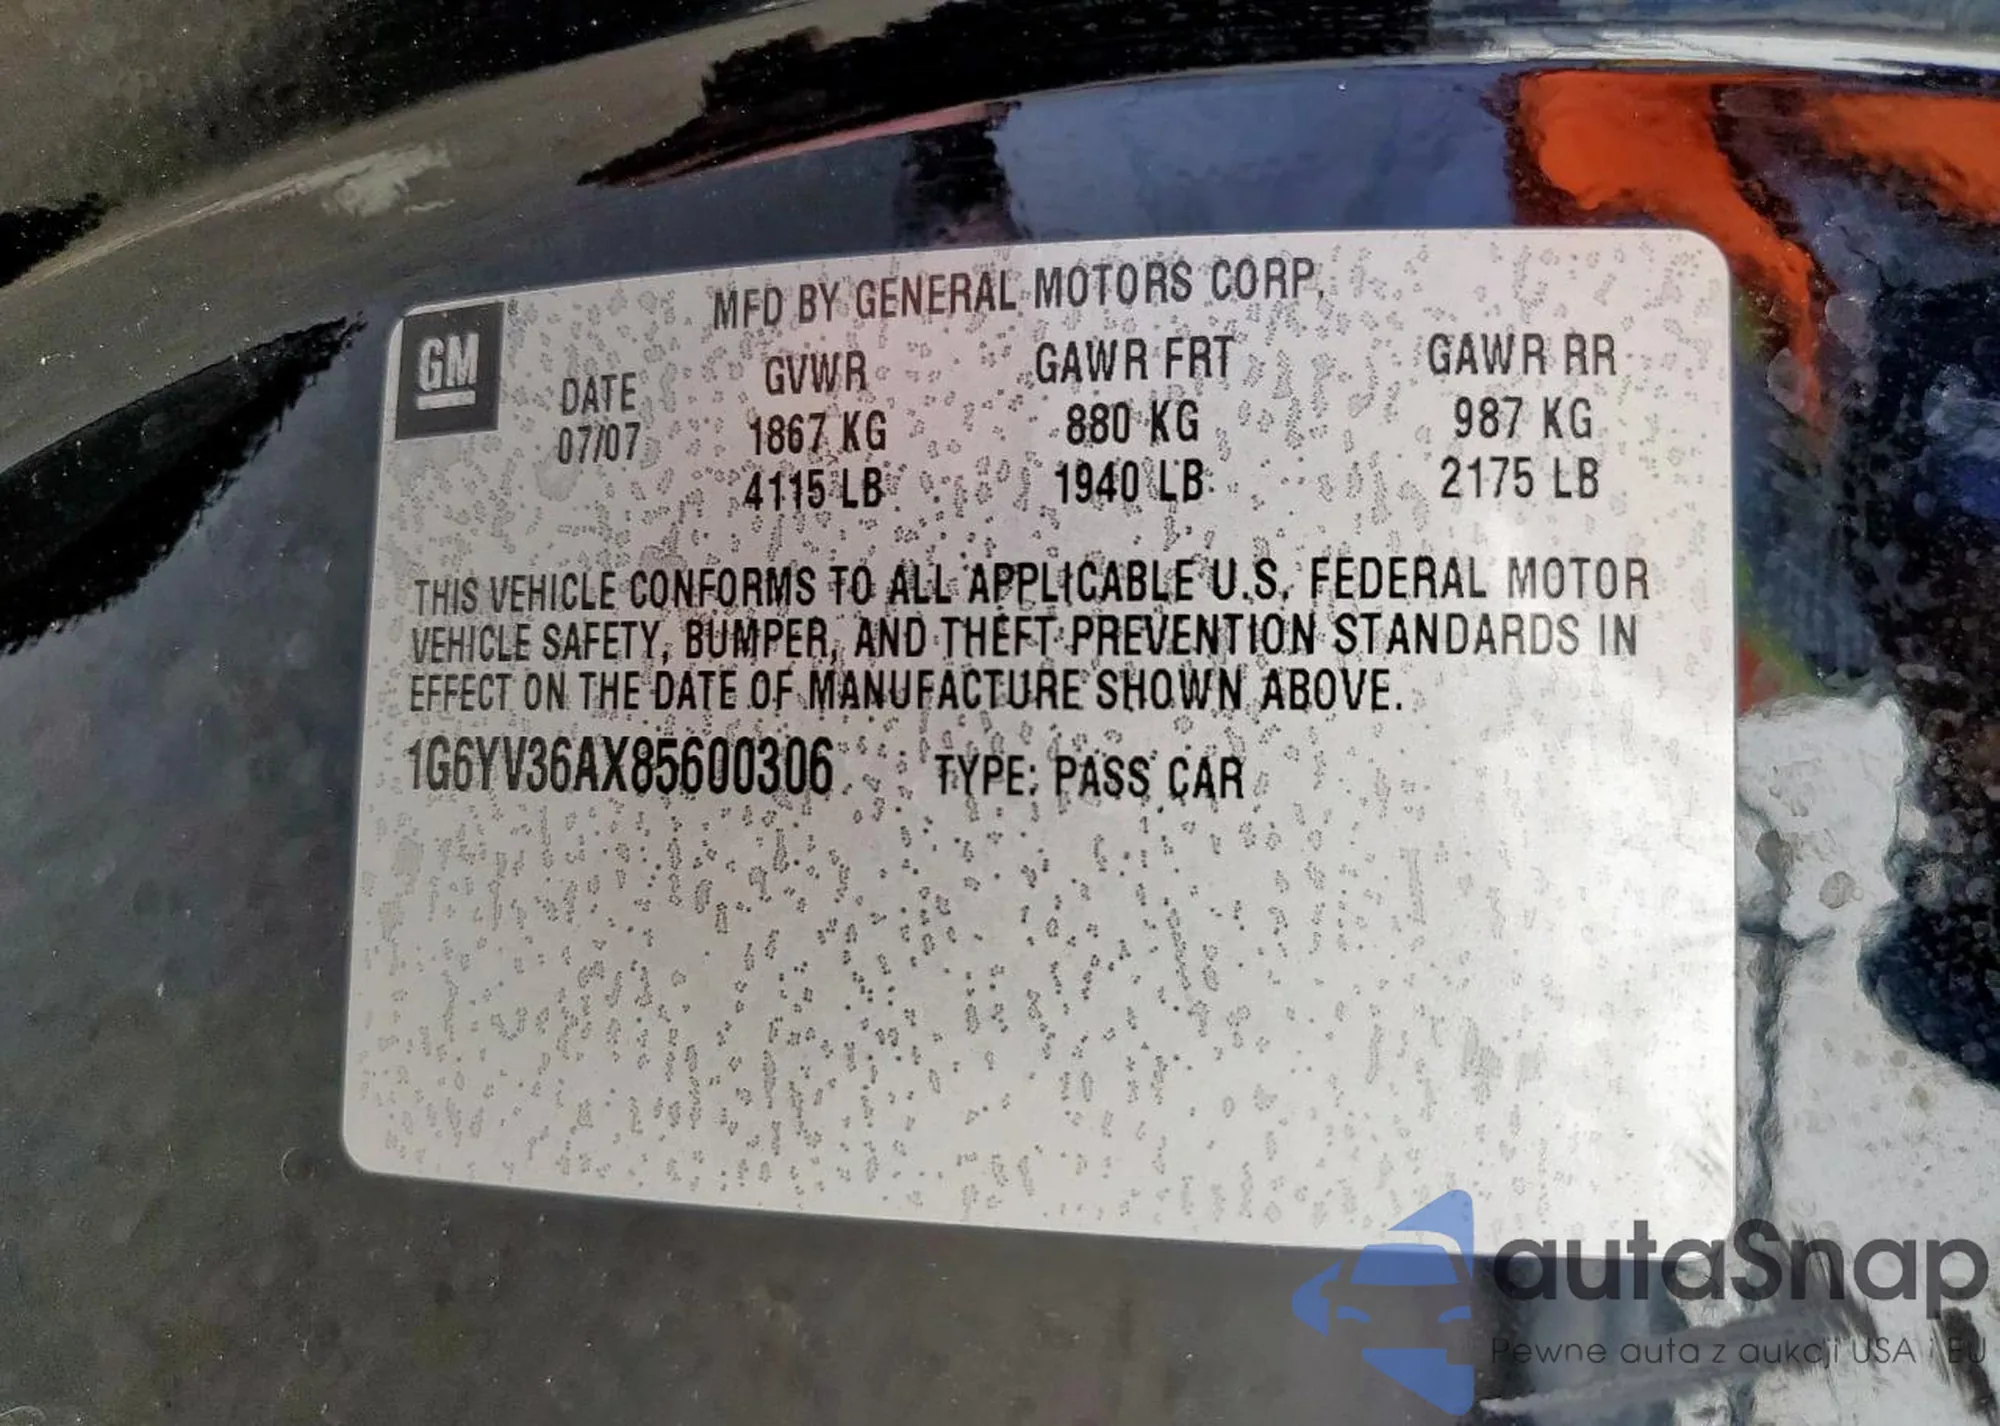 MFD BY GENERAL MOTORS CORP.
GM
DATE GVWR GAWR FRT GAWR RR
07/07 1867 KG 880 KG 987 KG
4115 LB 1940 LB 2175 LB
THIS VEHICLE CONFORMS TO ALL APPLICABLE U.S. FEDERAL MOTOR
VEHICLE SAFETY, BUMPER, AND THEFT PREVENTION STANDARDS IN
EFFECT ON THE DATE OF MANUFACTURE SHOWN ABOVE.
1G6YV36AX85600306 TYPE: PASS CAR
autaSnap
Pewne auta z aukcji USA i EU